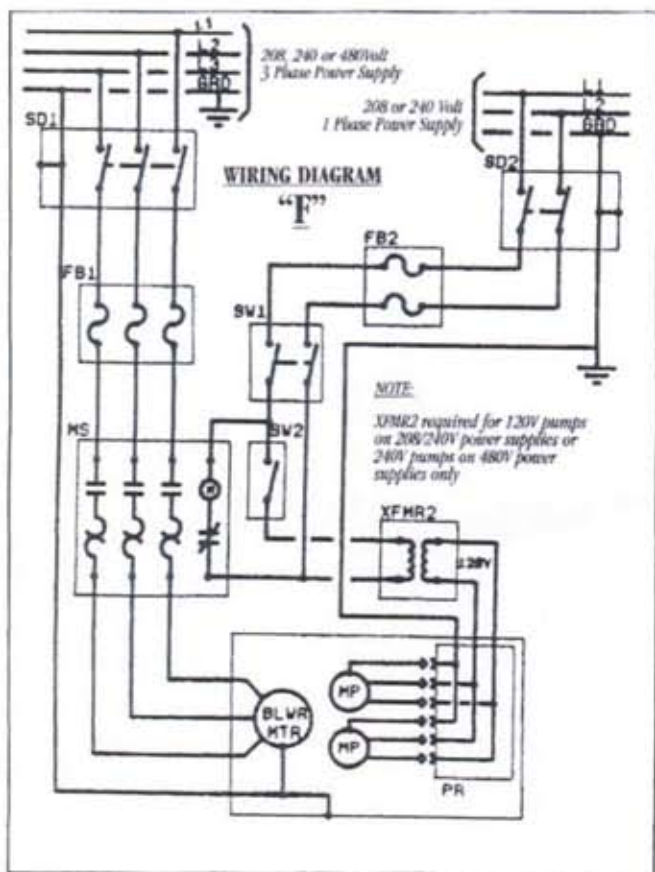 L1
L2
L3
GRD
208, 240 or 480Volt
3 Phase Power Supply
208 or 240 Volt
1 Phase Power Supply
L1
L2
GRD
SD1
SD2
WIRING DIAGRAM
"F"
FB1
FB2
SW1
NOTE:
XFMR2 required for 120V pumps
on 208/240V power supplies or
240V pumps on 480V power
supplies only
MS
SW2
XFMR2
120V
BLWR
MTR
MP
MP
PR